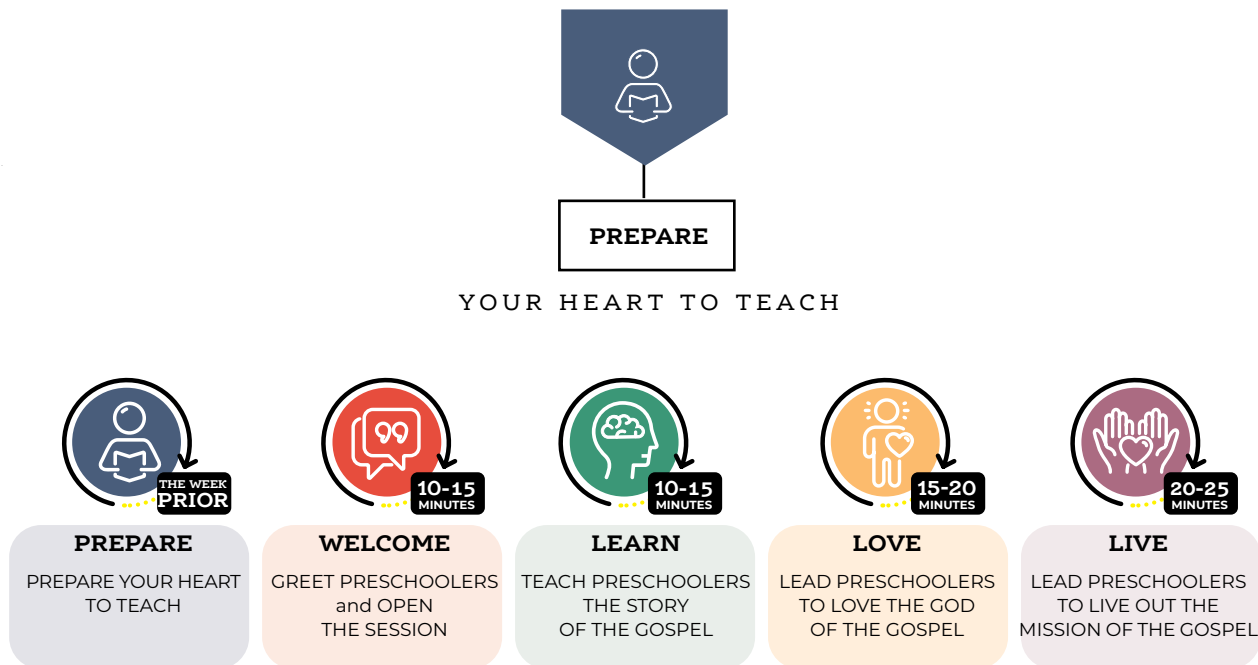 PREPARE
YOUR HEART TO TEACH
THE WEEK
PRIOR
10-15
MINUTES
10-15
MINUTES
15-20
MINUTES
20-25
MINUTES
PREPARE
PREPARE YOUR HEART
TO TEACH
WELCOME
GREET PRESCHOOLERS
and OPEN
THE SESSION
LEARN
TEACH PRESCHOOLERS
THE STORY
OF THE GOSPEL
LOVE
LEAD PRESCHOOLERS
TO LOVE THE GOD
OF THE GOSPEL
LIVE
LEAD PRESCHOOLERS
TO LIVE OUT THE
MISSION OF THE GOSPEL